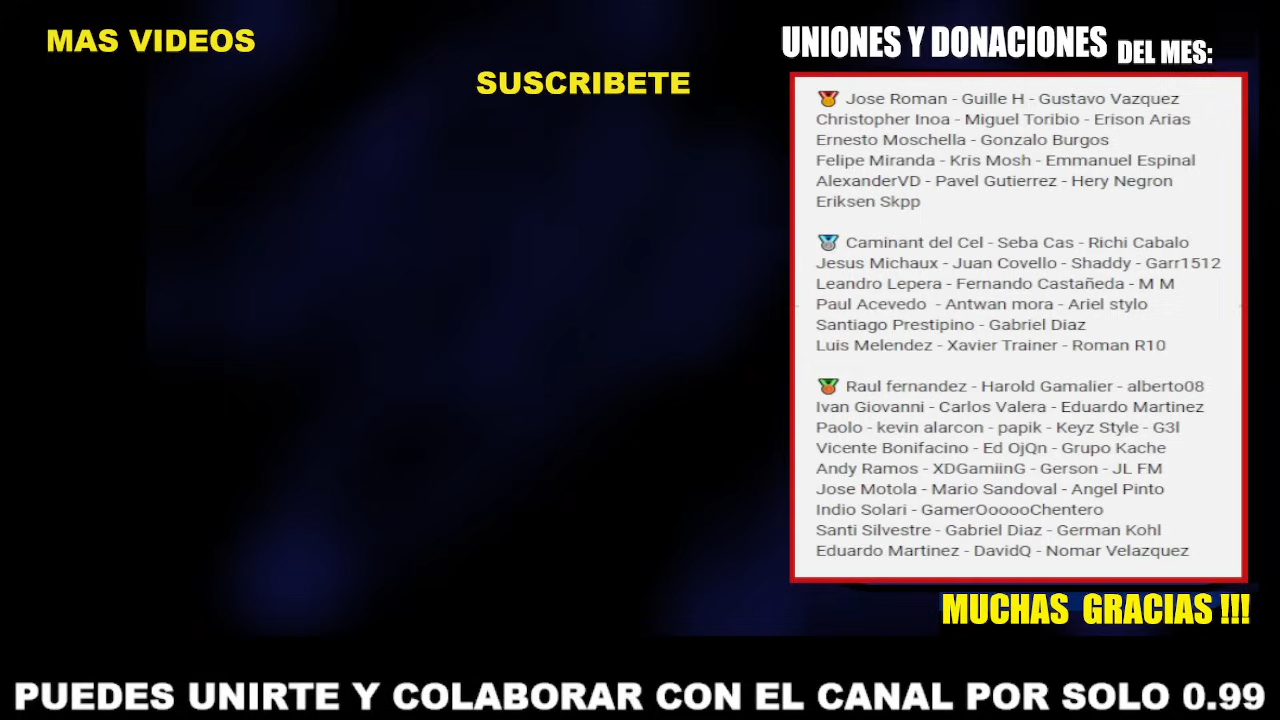 MAS VIDEOS
SUSCRIBETE
UNIONES Y DONACIONES DEL MES:
Jose Roman - Guille H - Gustavo Vazquez
Christopher Inoa - Miguel Toribio - Erison Arias
Ernesto Moschella - Gonzalo Burgos
Felipe Miranda - Kris Mosh - Emmanuel Espinal
AlexanderVD - Pavel Gutierrez - Hery Negron
Eriksen Skpp
Caminant del Cel - Seba Cas - Richi Cabalo
Jesus Michaux - Juan Covello - Shaddy - Garr1512
Leandro Lepera - Fernando Castañeda - M M
Paul Acevedo - Antwan mora - Ariel stylo
Santiago Prestipino - Gabriel Diaz
Luis Melendez - Xavier Trainer - Roman R10
Raul fernandez - Harold Gamalier - alberto08
Ivan Giovanni - Carlos Valera - Eduardo Martinez
Paolo - kevin alarcon - papik - Keyz Style - G3l
Vicente Bonifacino - Ed OjQn - Grupo Kache
Andy Ramos - XDGamiinG - Gerson - JL FM
Jose Motola - Mario Sandoval - Angel Pinto
Indio Solari - GamerOooooChentero
Santi Silvestre - Gabriel Diaz - German Kohl
Eduardo Martinez - DavidQ - Nomar Velazquez
MUCHAS GRACIAS !!!
PUEDES UNIRTE Y COLABORAR CON EL CANAL POR SOLO 0.99